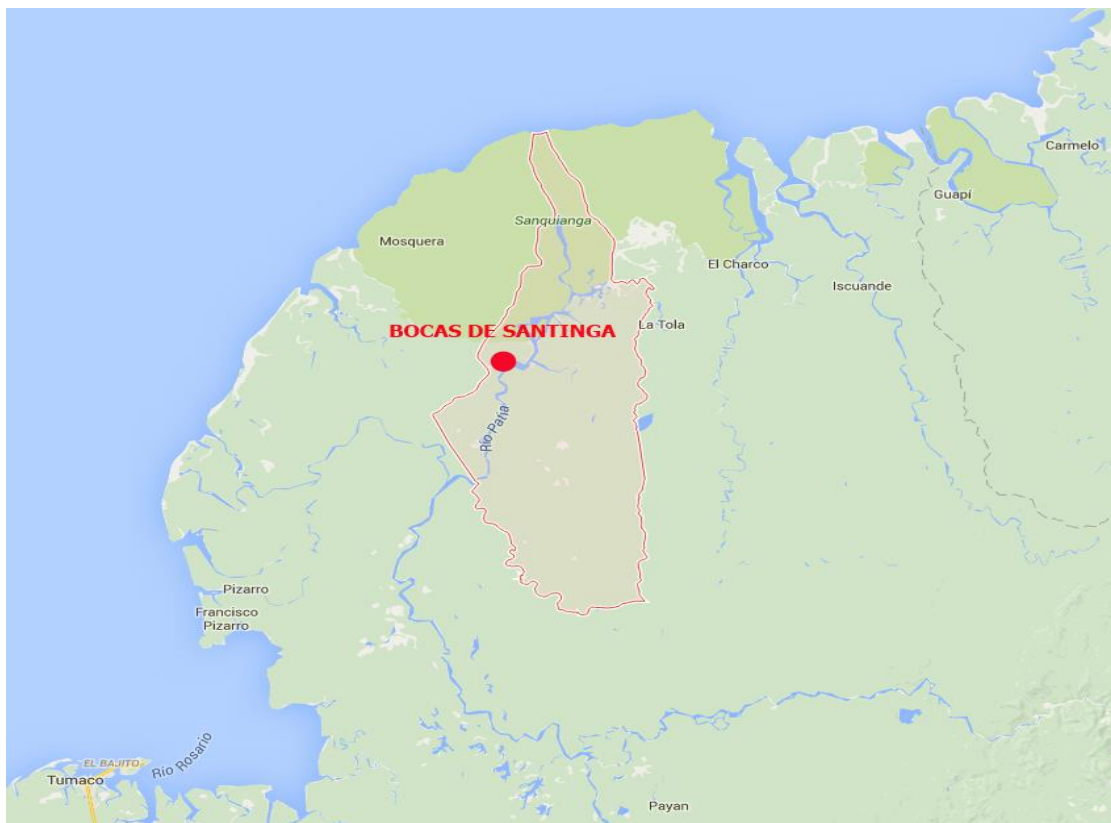 Carmelo
Guapí
Sanquianga
Mosquera
El Charco
Iscuande
La Tola
BOCAS DE SANTINGA
Río Patía
Pizarro
Francisco
Pizarro
EL BAJITO
Río Rosario
Tumaco
Payan